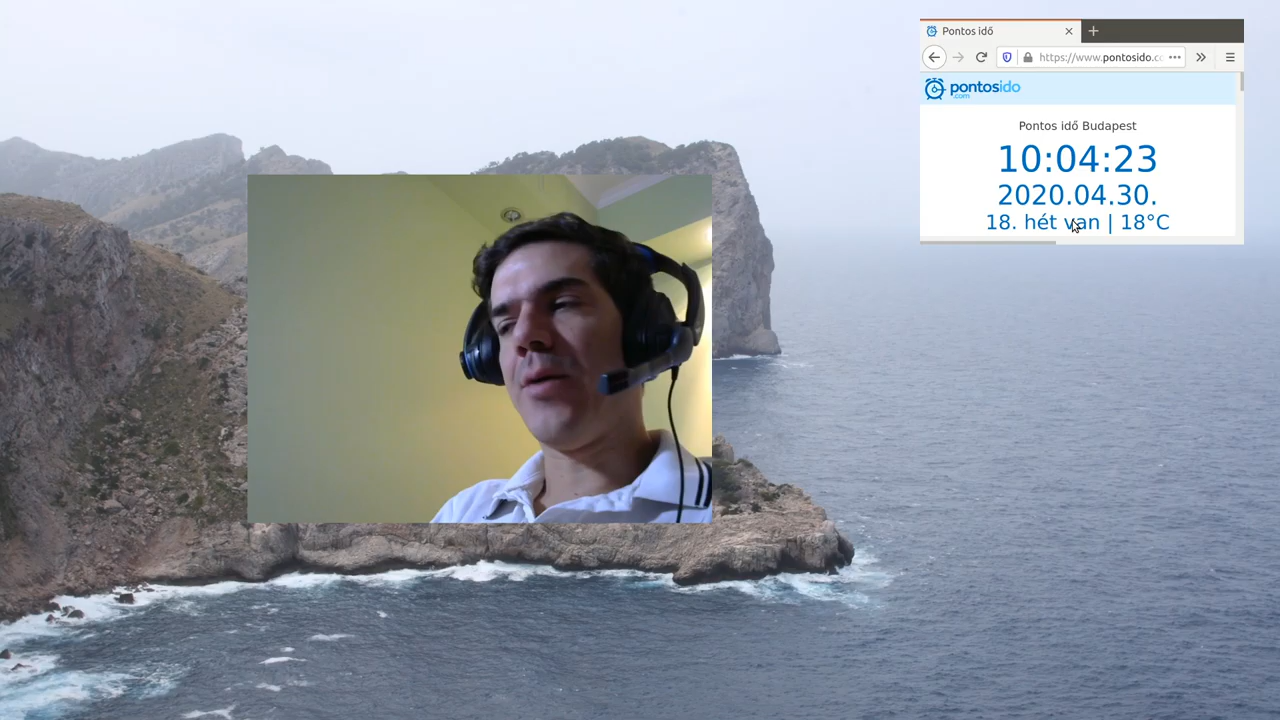 Pontos idő
https://www.pontosido.cc
pontosido
.com
Pontos idő Budapest
10:04:23
2020.04.30.
18. hét van | 18°C